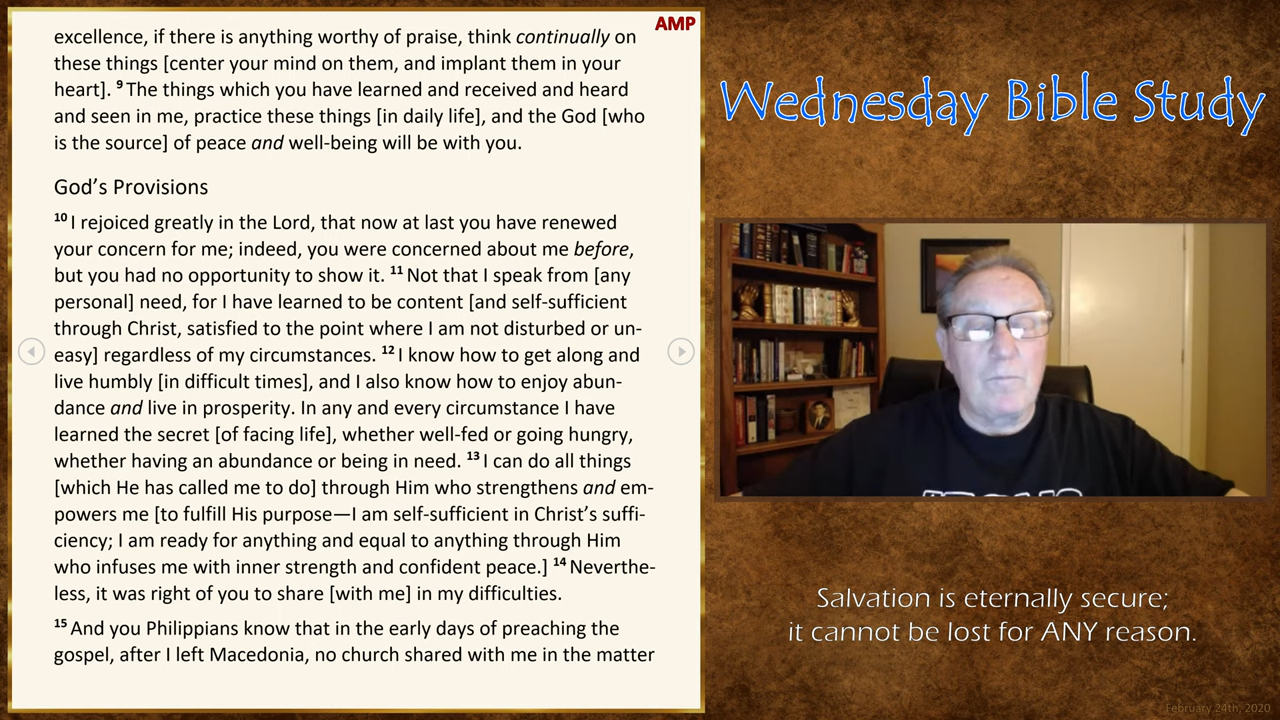 AMP
excellence, if there is anything worthy of praise, think continually on
these things [center your mind on them, and implant them in your
heart]. 9 The things which you have learned and received and heard
and seen in me, practice these things [in daily life], and the God [who
is the source] of peace and well-being will be with you.
God’s Provisions
10 I rejoiced greatly in the Lord, that now at last you have renewed
your concern for me; indeed, you were concerned about me before,
but you had no opportunity to show it. 11 Not that I speak from [any
personal] need, for I have learned to be content [and self-sufficient
through Christ, satisfied to the point where I am not disturbed or un-
easy] regardless of my circumstances. 12 I know how to get along and
live humbly [in difficult times], and I also know how to enjoy abun-
dance and live in prosperity. In any and every circumstance I have
learned the secret [of facing life], whether well-fed or going hungry,
whether having an abundance or being in need. 13 I can do all things
[which He has called me to do] through Him who strengthens and em-
powers me [to fulfill His purpose—I am self-sufficient in Christ’s suffi-
ciency; I am ready for anything and equal to anything through Him
who infuses me with inner strength and confident peace.] 14 Neverthe-
less, it was right of you to share [with me] in my difficulties.
15 And you Philippians know that in the early days of preaching the
gospel, after I left Macedonia, no church shared with me in the matter
Wednesday Bible Study
Salvation is eternally secure;
it cannot be lost for ANY reason.
February 24th, 2020